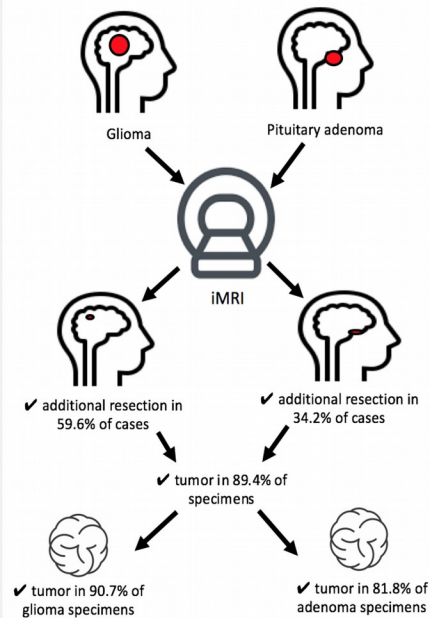 Glioma
Pituitary adenoma
iMRI
✔ additional resection in
59.6% of cases
✔ additional resection in
34.2% of cases
✔ tumor in 89.4% of
specimens
✔ tumor in 90.7% of
glioma specimens
✔ tumor in 81.8% of
adenoma specimens